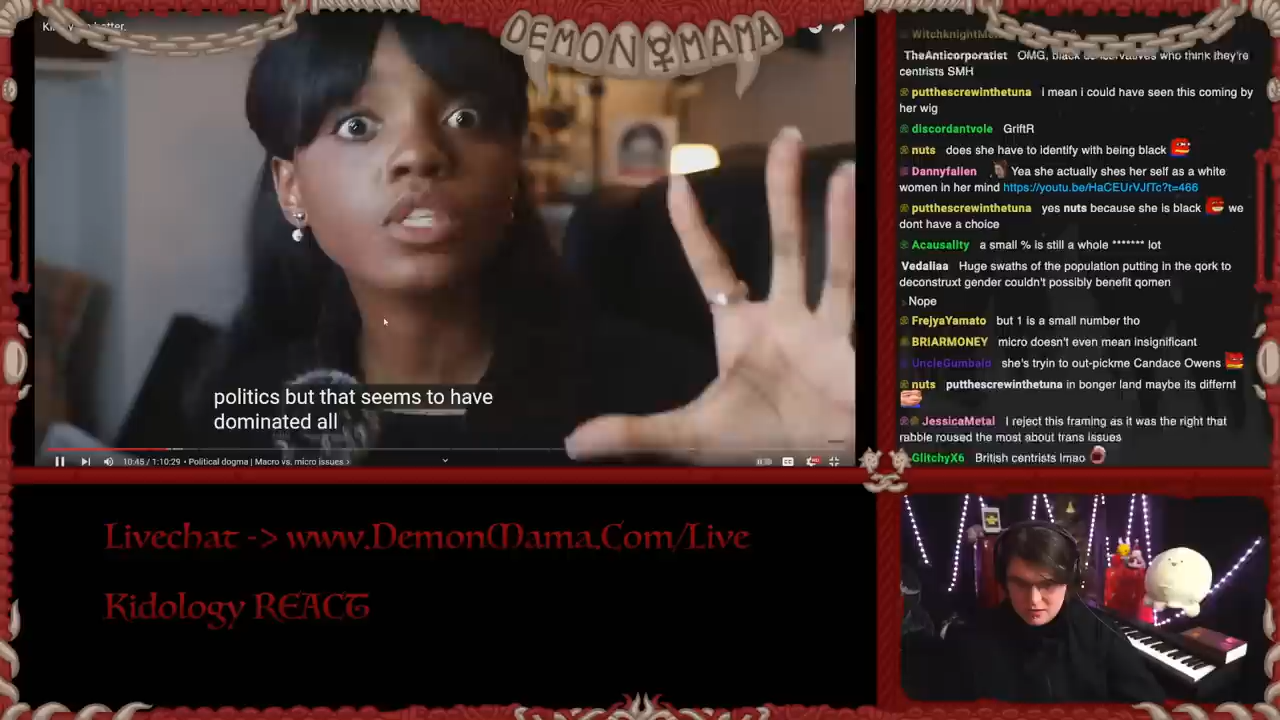 DEMON MAMA
politics but that seems to have
dominated all
10:45 / 1:10:29 • Political dogma | Macro vs. micro issues ›
TheAnticorporatist OMG, black conservatives who think they're
centrists SMH
putthescrewinthetuna i mean i could have seen this coming by
her wig
discordantvole GriftR
nuts does she have to identify with being black
Dannyfallen Yea she actually shes her self as a white
women in her mind https://youtu.be/HaCEUrVJfTc?t=466
putthescrewinthetuna yes nuts because she is black we
dont have a choice
Acausality a small % is still a whole ******* lot
Vedaliaa Huge swaths of the population putting in the qork to
deconstruxt gender couldn't possibly benefit qomen
Nope
FrejyaYamato but 1 is a small number tho
BRIARMONEY micro doesn't even mean insignificant
UncleGumbald she's tryin to out-pickme Candace Owens
nuts putthescrewinthetuna in bonger land maybe its differnt
JessicaMetal I reject this framing as it was the right that
rabble roused the most about trans issues
GlitchyX6 British centrists lmao
Livechat -> www.DemonMama.Com/Live
Kidology REACT